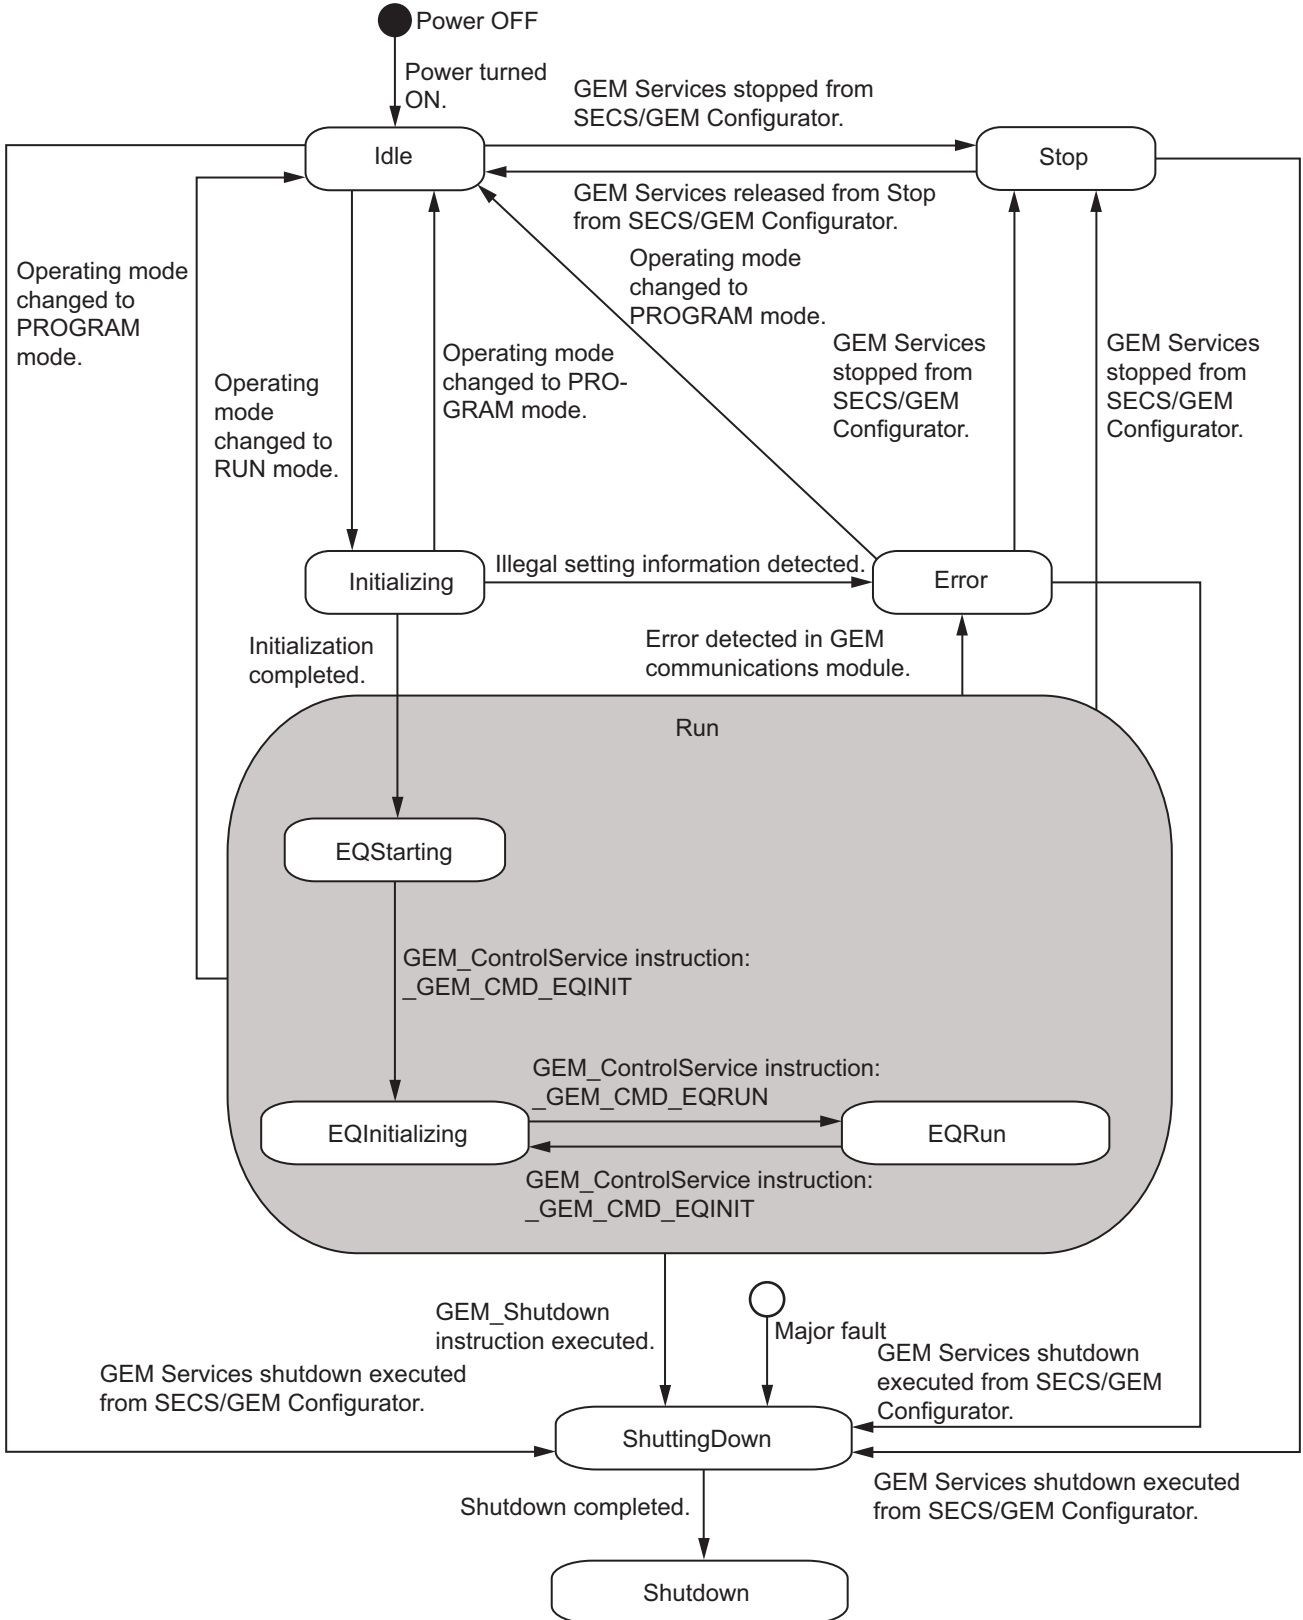 Power OFF
Power turned
ON.
GEM Services stopped from
SECS/GEM Configurator.
Idle
Stop
GEM Services released from Stop
from SECS/GEM Configurator.
Operating mode
changed to
PROGRAM mode.
Operating mode
changed to
PROGRAM
mode.
Operating
mode
changed to
RUN mode.
Operating mode
changed to PRO-
GRAM mode.
GEM Services
stopped from
SECS/GEM
Configurator.
GEM Services
stopped from
SECS/GEM
Configurator.
Initializing
Illegal setting information detected.
Error
Initialization
completed.
Error detected in GEM
communications module.
Run
EQStarting
GEM_ControlService instruction:
_GEM_CMD_EQINIT
GEM_ControlService instruction:
_GEM_CMD_EQRUN
EQInitializing
EQRun
GEM_ControlService instruction:
_GEM_CMD_EQINIT
GEM_Shutdown
instruction executed.
Major fault
GEM Services shutdown executed
from SECS/GEM Configurator.
GEM Services shutdown
executed from SECS/GEM
Configurator.
ShuttingDown
GEM Services shutdown executed
from SECS/GEM Configurator.
Shutdown completed.
Shutdown